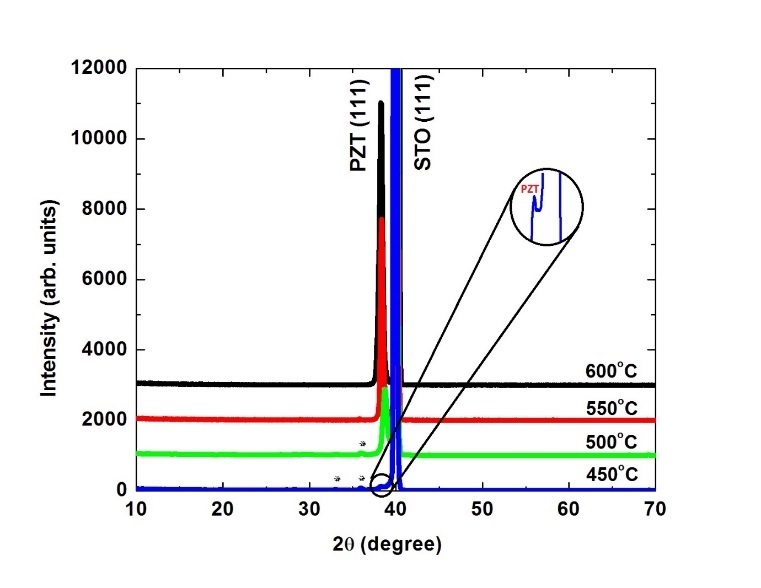 12000
10000
8000
6000
4000
2000
0
Intensity (arb. units)
PZT (111)
STO (111)
PZT
600°C
550°C
500°C
450°C
*
* *
10 20 30 40 50 60 70
2θ (degree)